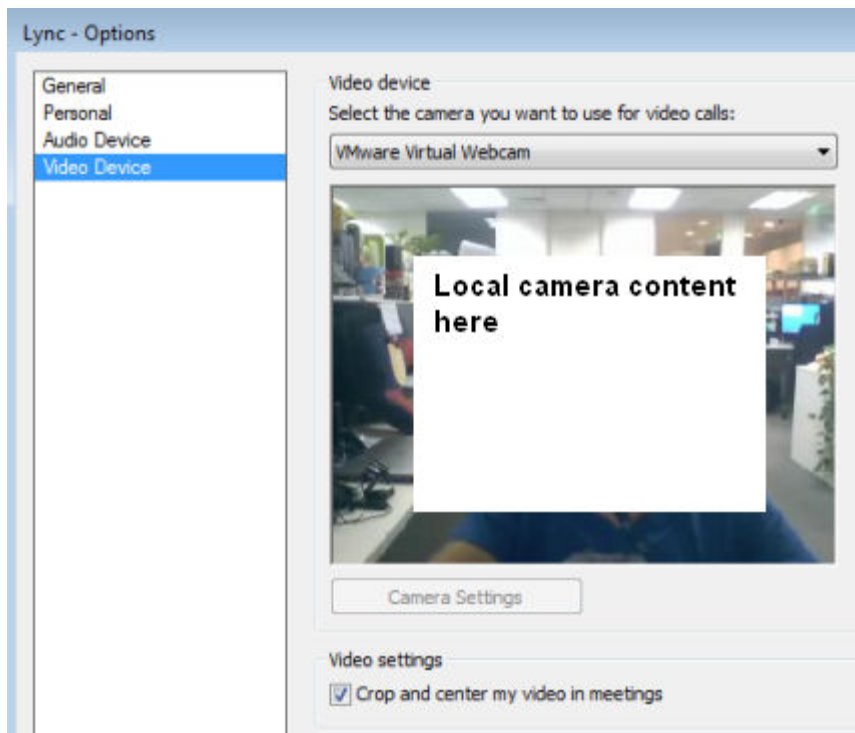 Lync - Options
General
Personal
Audio Device
Video Device
Video device
Select the camera you want to use for video calls:
VMware Virtual Webcam
Local camera content
here
Camera Settings
Video settings
Crop and center my video in meetings